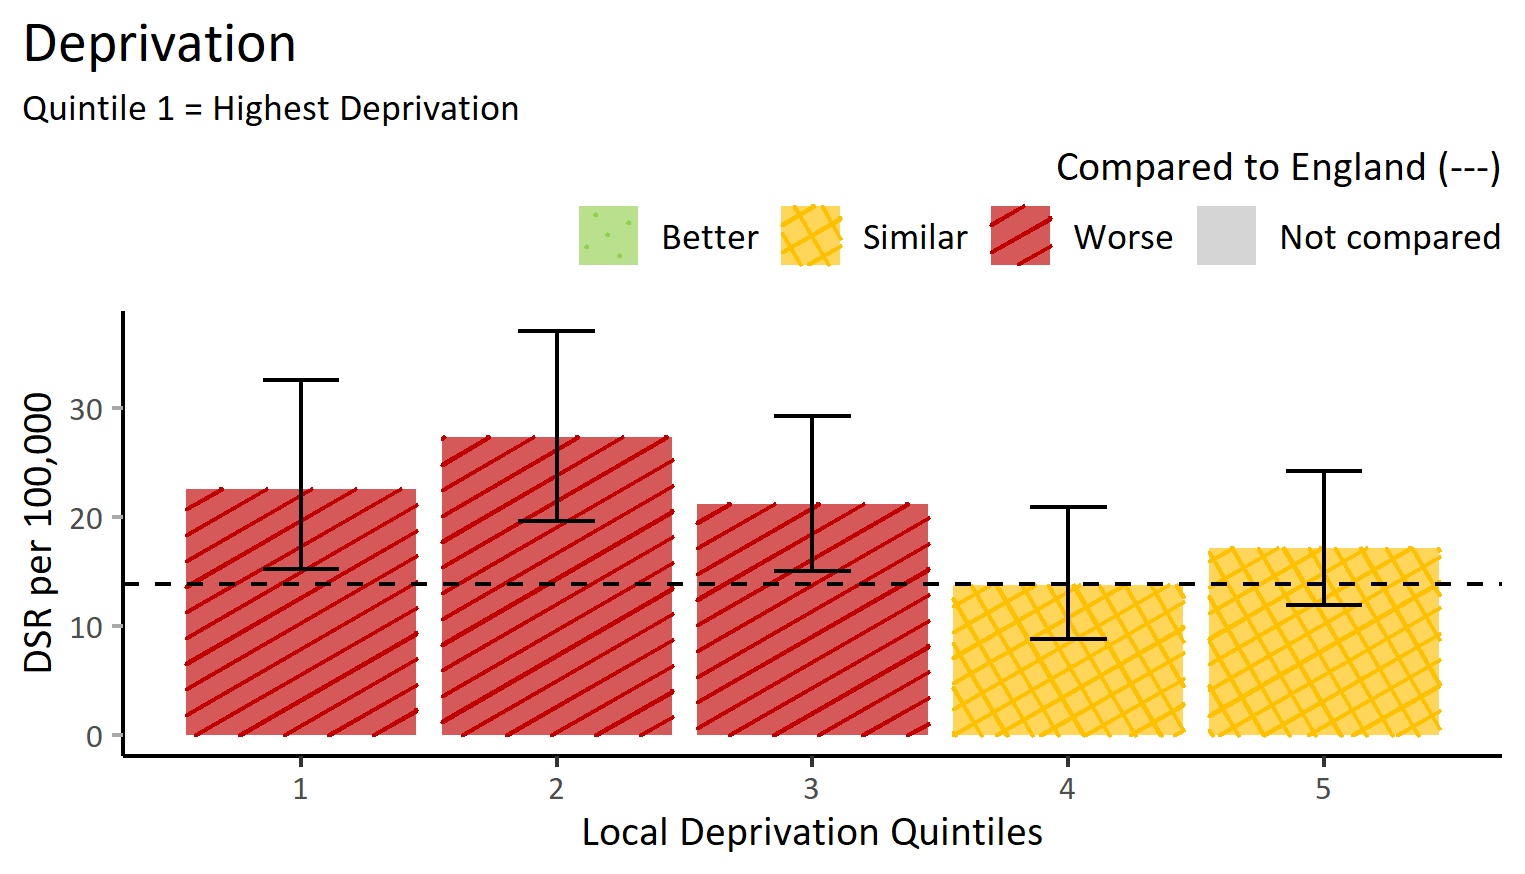 Deprivation
Quintile 1 = Highest Deprivation
Compared to England (---)
Better Similar Worse Not compared
DSR per 100,000
30
20
10
0
1 2 3 4 5
Local Deprivation Quintiles